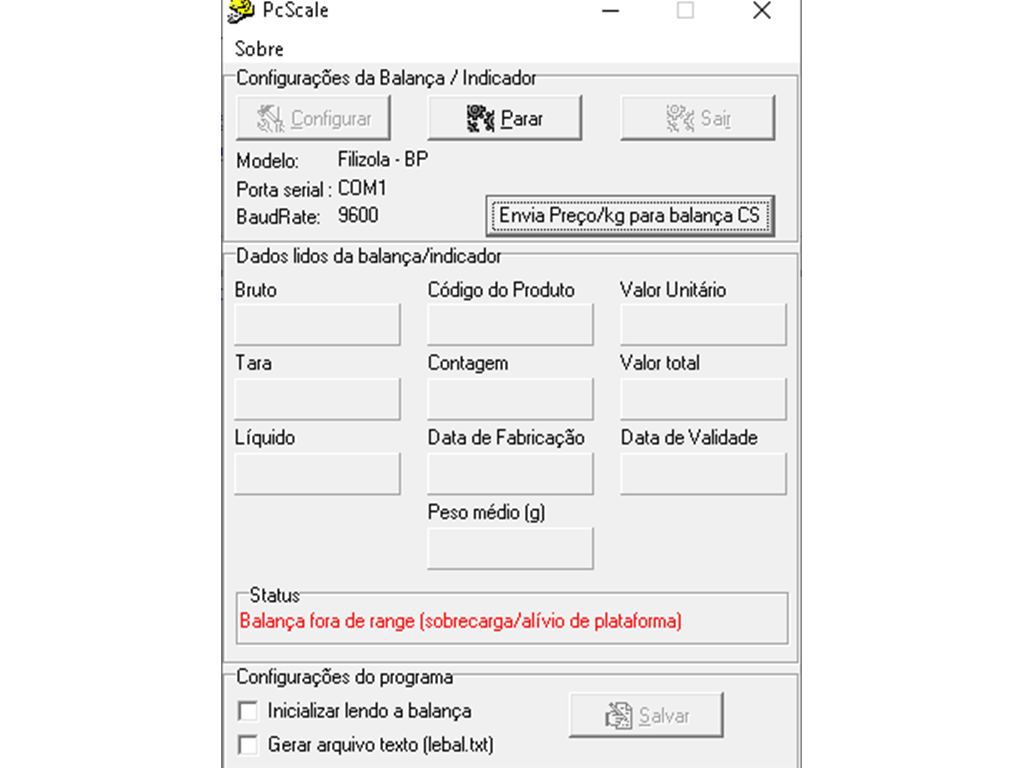 PcScale
Sobre
Configurações da Balança / Indicador
Configurar Parar Sair
Modelo: Filizola - BP
Porta serial : COM1
BaudRate: 9600
Envia Preço/kg para balança CS
Dados lidos da balança/indicador
Bruto Código do Produto Valor Unitário
Tara Contagem Valor total
Líquido Data de Fabricação Data de Validade
Peso médio (g)
Status
Balança fora de range (sobrecarga/alívio de plataforma)
Configurações do programa
Inicializar lendo a balança
Salvar
Gerar arquivo texto (lebal.txt)